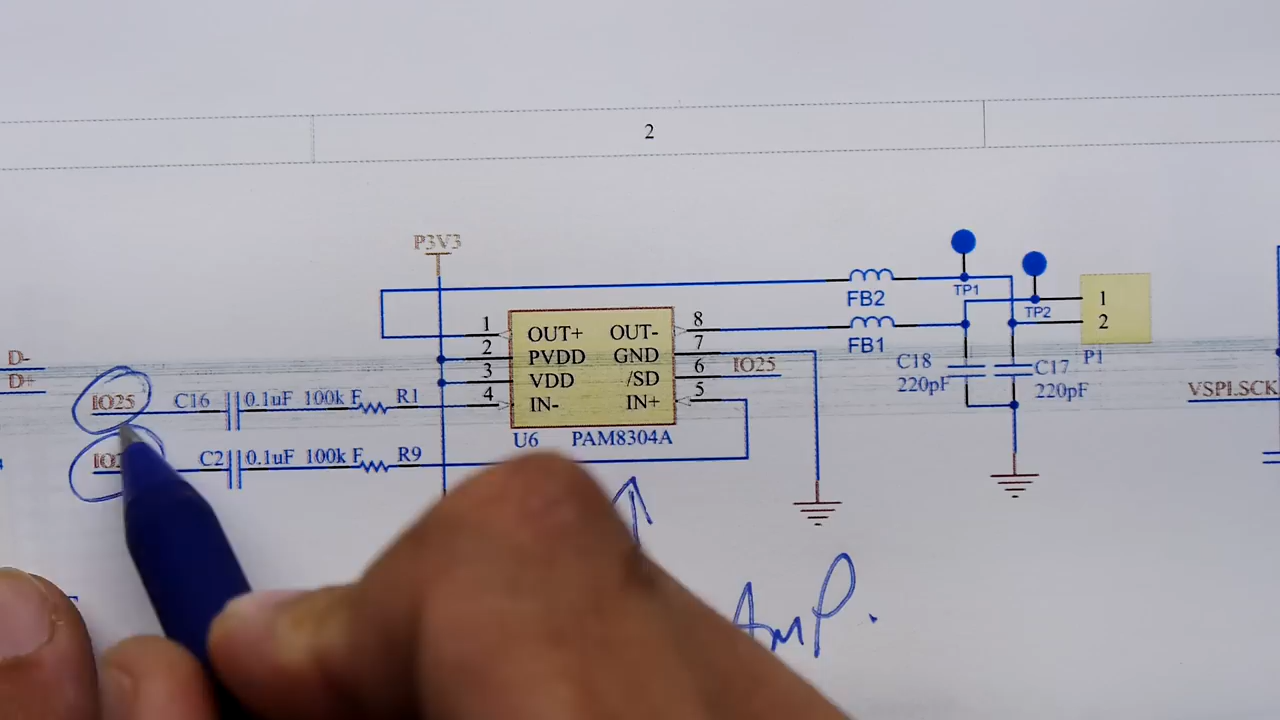 2
P3V3
TP1
FB2
TP2
1
2
P1
FB1
1 OUT+ OUT- 8
2 PVDD GND 7
3 VDD /SD 6 IO25
4 IN- IN+ 5
U6 PAM8304A
C18
220pF
C17
220pF
D-
D+
IO25 C16 0.1uF 100k F R1
C2 0.1uF 100k F R9
VSPI.SCK
AmP.